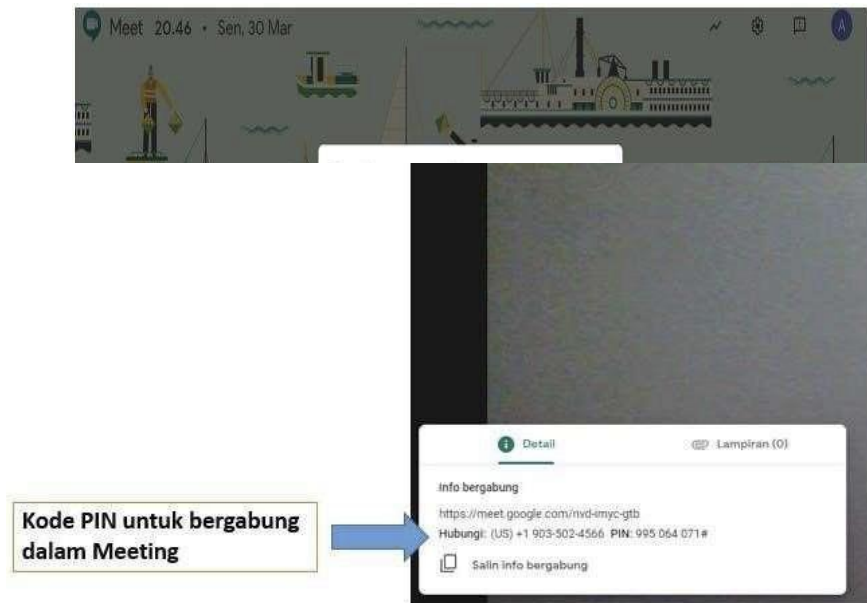 Meet 20.46 • Sen, 30 Mar
A
Detail
Lampiran (0)
Info bergabung
https://meet.google.com/nvd-imyc-gtb
Hubungi: (US) +1 903-502-4566 PIN: 995 064 071#
Salin info bergabung
Kode PIN untuk bergabung
dalam Meeting